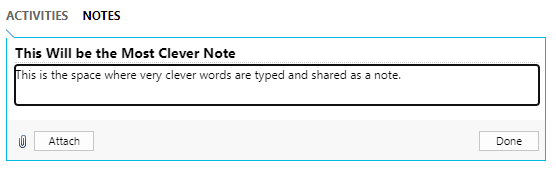 ACTIVITIES NOTES
This Will be the Most Clever Note
This is the space where very clever words are typed and shared as a note.
Attach Done